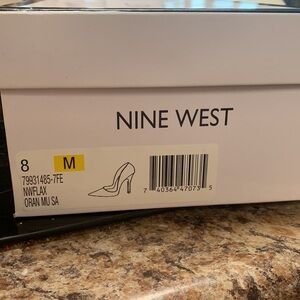 NINE WEST
8 M
79931485-7FE
NWFLAX
ORAN MU SA
7 40364 47073 5